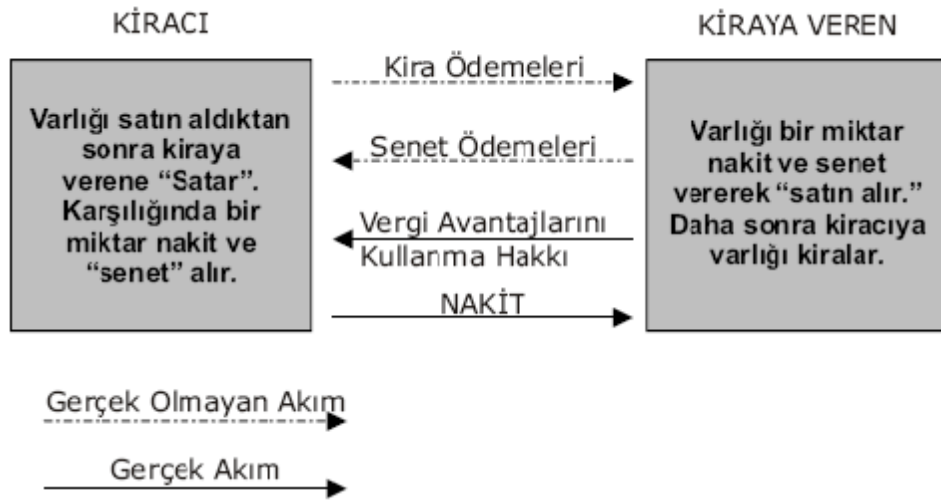 KİRACI
KİRAYA VEREN
Varlığı satın aldıktan
sonra kiraya
verene “Satar”.
Karşılığında bir
miktar nakit ve
“senet” alır.
Kira Ödemeleri
Senet Ödemeleri
Vergi Avantajlarını
Kullanma Hakkı
NAKİT
Varlığı bir miktar
nakit ve senet
vererek “satın alır.”
Daha sonra kiracıya
varlığı kiralar.
Gerçek Olmayan Akım
Gerçek Akım